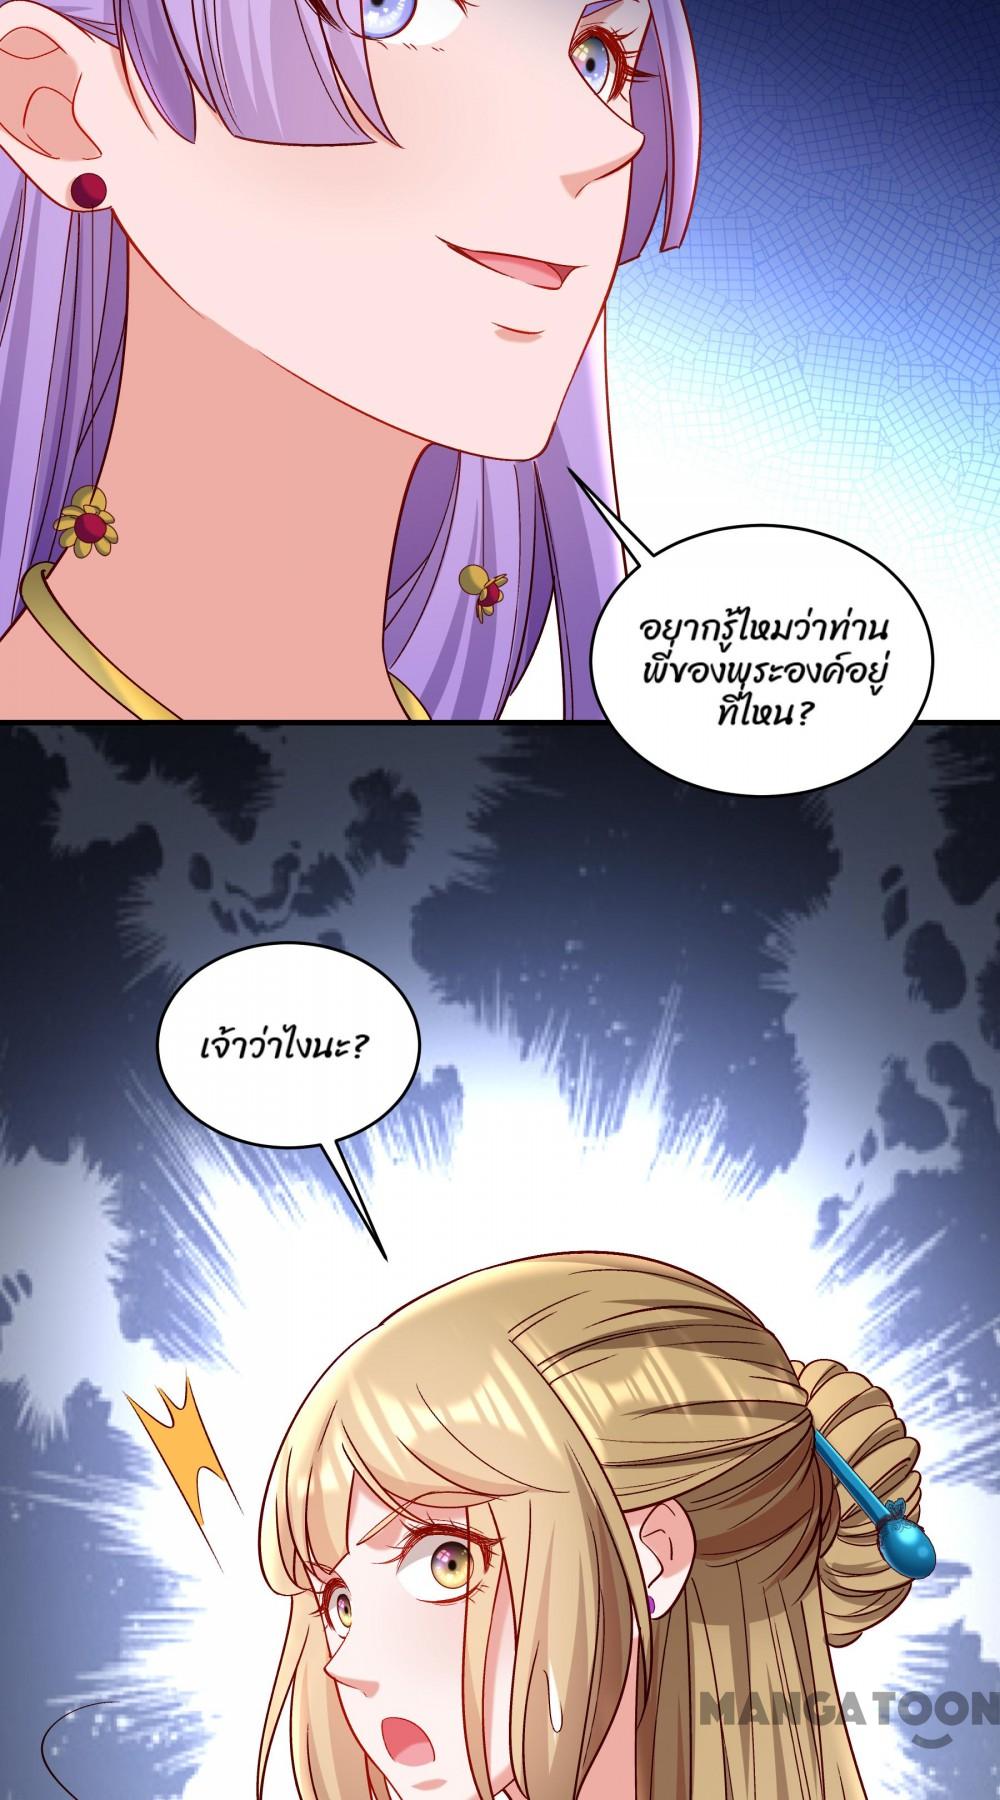 อยากรู้ไหมว่าท่าน
พี่ของพระองค์อยู่
ที่ไหน?
เจ้าว่าไงนะ?
MANGATOON